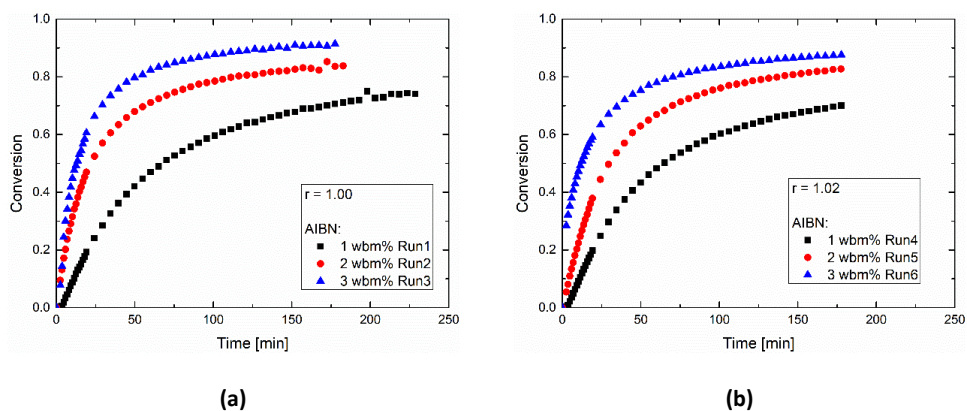 1.0
0.8
0.6
0.4
0.2
0.0
Conversion
r = 1.00
AIBN:
1 wbm% Run1
2 wbm% Run2
3 wbm% Run3
0 50 100 150 200 250
Time [min]
(a)
1.0
0.8
0.6
0.4
0.2
0.0
Conversion
r = 1.02
AIBN:
1 wbm% Run4
2 wbm% Run5
3 wbm% Run6
0 50 100 150 200 250
Time [min]
(b)